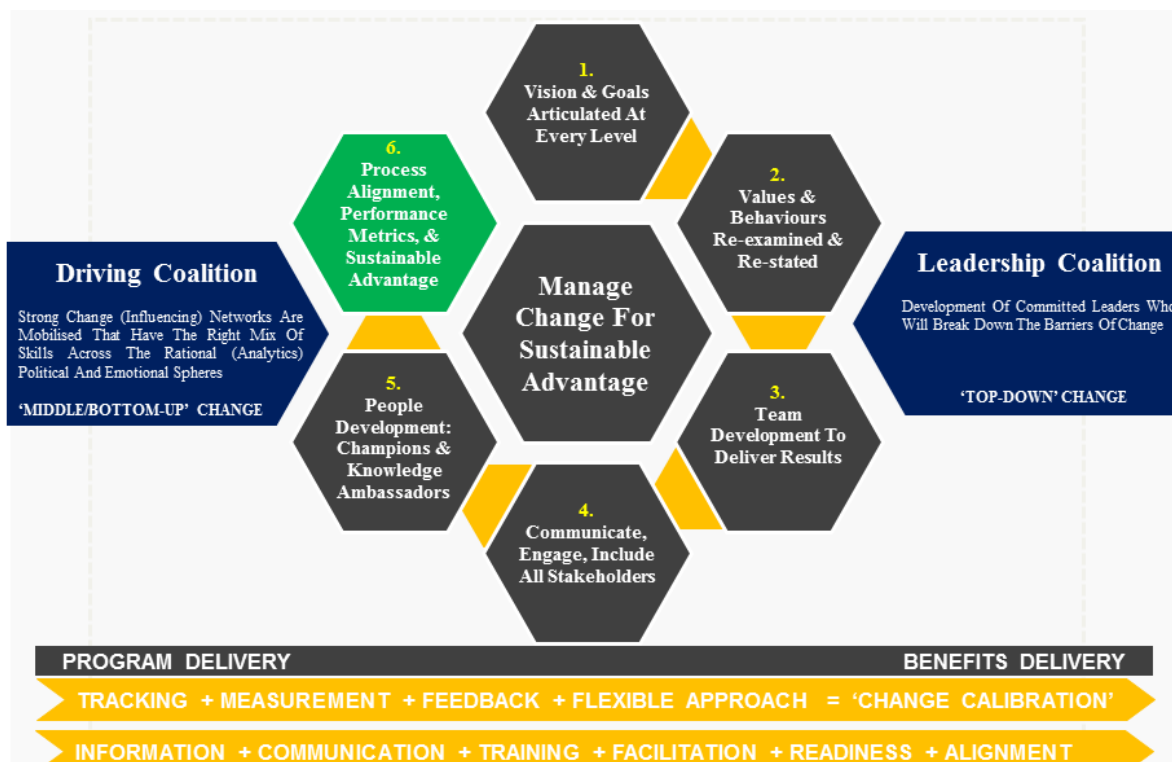 1.
Vision & Goals
Articulated At
Every Level
2.
Values &
Behaviours
Re-examined &
Re-stated
3.
Team
Development To
Deliver Results
4.
Communicate,
Engage, Include
All Stakeholders
5.
People
Development:
Champions &
Knowledge
Ambassadors
6.
Process
Alignment,
Performance
Metrics, &
Sustainable
Advantage
Manage
Change For
Sustainable
Advantage
Driving Coalition
Strong Change (Influencing) Networks Are
Mobilised That Have The Right Mix Of
Skills Across The Rational (Analytics)
Political And Emotional Spheres
‘MIDDLE/BOTTOM-UP’ CHANGE
Leadership Coalition
Development Of Committed Leaders Who
Will Break Down The Barriers Of Change
‘TOP-DOWN’ CHANGE
PROGRAM DELIVERY BENEFITS DELIVERY
TRACKING + MEASUREMENT + FEEDBACK + FLEXIBLE APPROACH = ‘CHANGE CALIBRATION’
INFORMATION + COMMUNICATION + TRAINING + FACILITATION + READINESS + ALIGNMENT